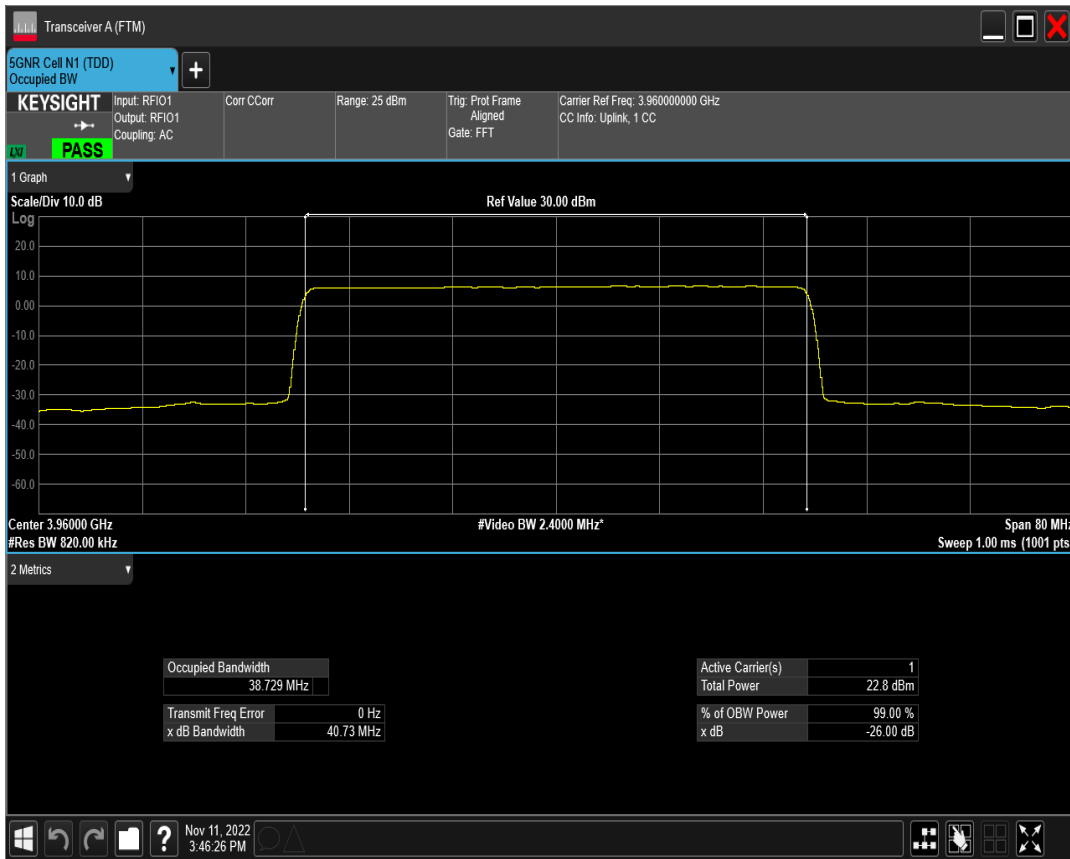 Transceiver A (FTM)
5GNR Cell N1 (TDD)
Occupied BW
+
KEYSIGHT
LXI
PASS
Input: RFIO1
Output: RFIO1
Coupling: AC
Corr CCorr
Range: 25 dBm
Trig: Prot Frame
Aligned
Gate: FFT
Carrier Ref Freq: 3.960000000 GHz
CC Info: Uplink, 1 CC
1 Graph
Scale/Div 10.0 dB
Ref Value 30.00 dBm
Log
20.0
10.0
0.00
-10.0
-20.0
-30.0
-40.0
-50.0
-60.0
Center 3.96000 GHz
#Video BW 2.4000 MHz*
Span 80 MHz
#Res BW 820.00 kHz
Sweep 1.00 ms (1001 pts
2 Metrics
Occupied Bandwidth
38.729 MHz
Transmit Freq Error 0 Hz
x dB Bandwidth 40.73 MHz
Active Carrier(s) 1
Total Power 22.8 dBm
% of OBW Power 99.00 %
x dB -26.00 dB
?
Nov 11, 2022
3:46:26 PM